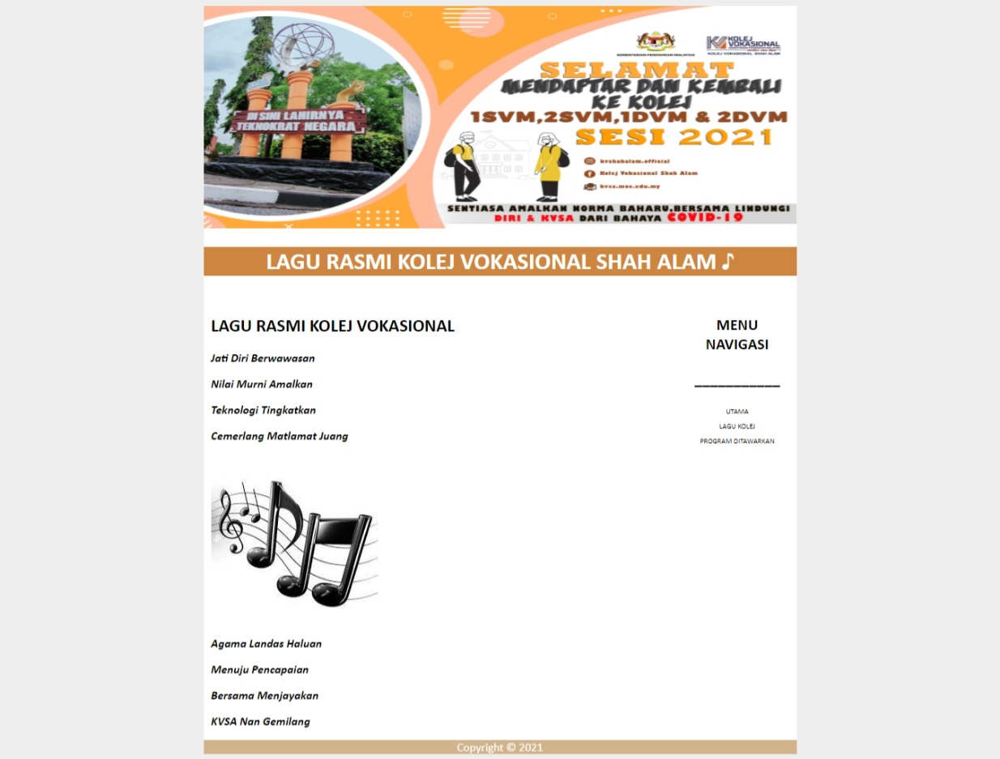 KEMENTERIAN PENDIDIKAN MALAYSIA
KOLEJ
VOKASIONAL
KOLEJ VOKASIONAL SHAH ALAM
SELAMAT
MENDAFTAR DAN KEMBALI
KE KOLEJ
1SVM,2SVM,1DVM & 2DVM
SESI 2021
DI SINI LAHIRNYA
TEKNOKRAT NEGARA
kvshahalam.official
Kolej Vokasional Shah Alam
kvsa.moe.edu.my
SENTIASA AMALKAN NORMA BAHARU,BERSAMA LINDUNGI
DIRI & KVSA DARI BAHAYA COVID-19
LAGU RASMI KOLEJ VOKASIONAL SHAH ALAM ♪
LAGU RASMI KOLEJ VOKASIONAL
Jati Diri Berwawasan
Nilai Murni Amalkan
Teknologi Tingkatkan
Cemerlang Matlamat Juang
Agama Landas Haluan
Menuju Pencapaian
Bersama Menjayakan
KVSA Nan Gemilang
MENU
NAVIGASI
UTAMA
LAGU KOLEJ
PROGRAM DITAWARKAN
Copyright © 2021